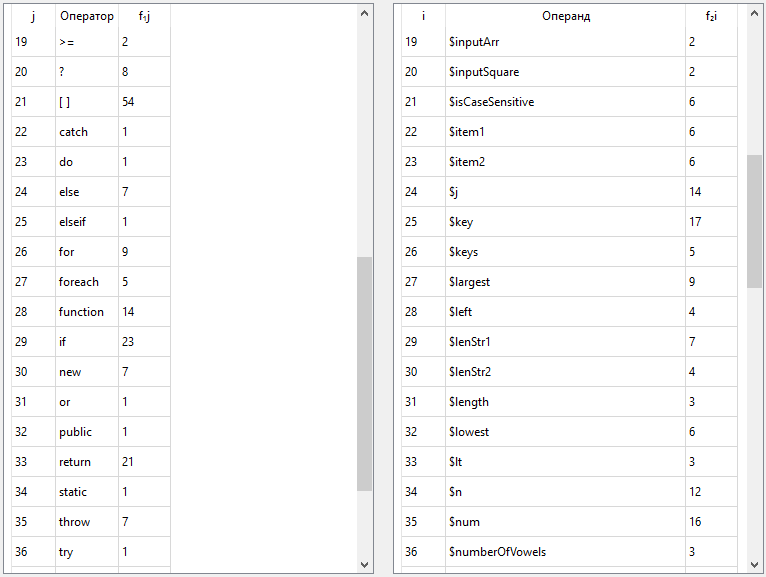 j Оператор f₁j
19 >= 2
20 ? 8
21 [ ] 54
22 catch 1
23 do 1
24 else 7
25 elseif 1
26 for 9
27 foreach 5
28 function 14
29 if 23
30 new 7
31 or 1
32 public 1
33 return 21
34 static 1
35 throw 7
36 try 1
i Операнд f₂i
19 $inputArr 2
20 $inputSquare 2
21 $isCaseSensitive 6
22 $item1 6
23 $item2 6
24 $j 14
25 $key 17
26 $keys 5
27 $largest 9
28 $left 4
29 $lenStr1 7
30 $lenStr2 4
31 $length 3
32 $lowest 6
33 $lt 3
34 $n 12
35 $num 16
36 $numberOfVowels 3